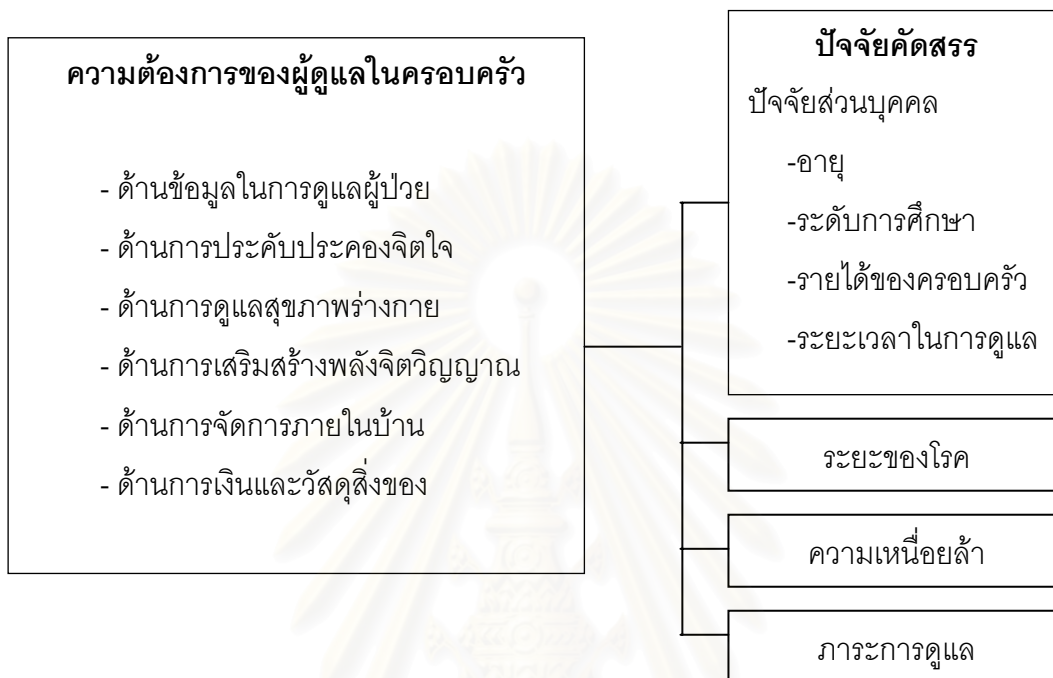 ความต้องการของผู้ดูแลในครอบครัว
- ด้านข้อมูลในการดูแลผู้ป่วย
- ด้านการประคับประคองจิตใจ
- ด้านการดูแลสุขภาพร่างกาย
- ด้านการเสริมสร้างพลังจิตวิญญาณ
- ด้านการจัดการภายในบ้าน
- ด้านการเงินและวัสดุสิ่งของ
ปัจจัยคัดสรร
ปัจจัยส่วนบุคคล
-อายุ
-ระดับการศึกษา
-รายได้ของครอบครัว
-ระยะเวลาในการดูแล
ระยะของโรค
ความเหนื่อยล้า
ภาระการดูแล